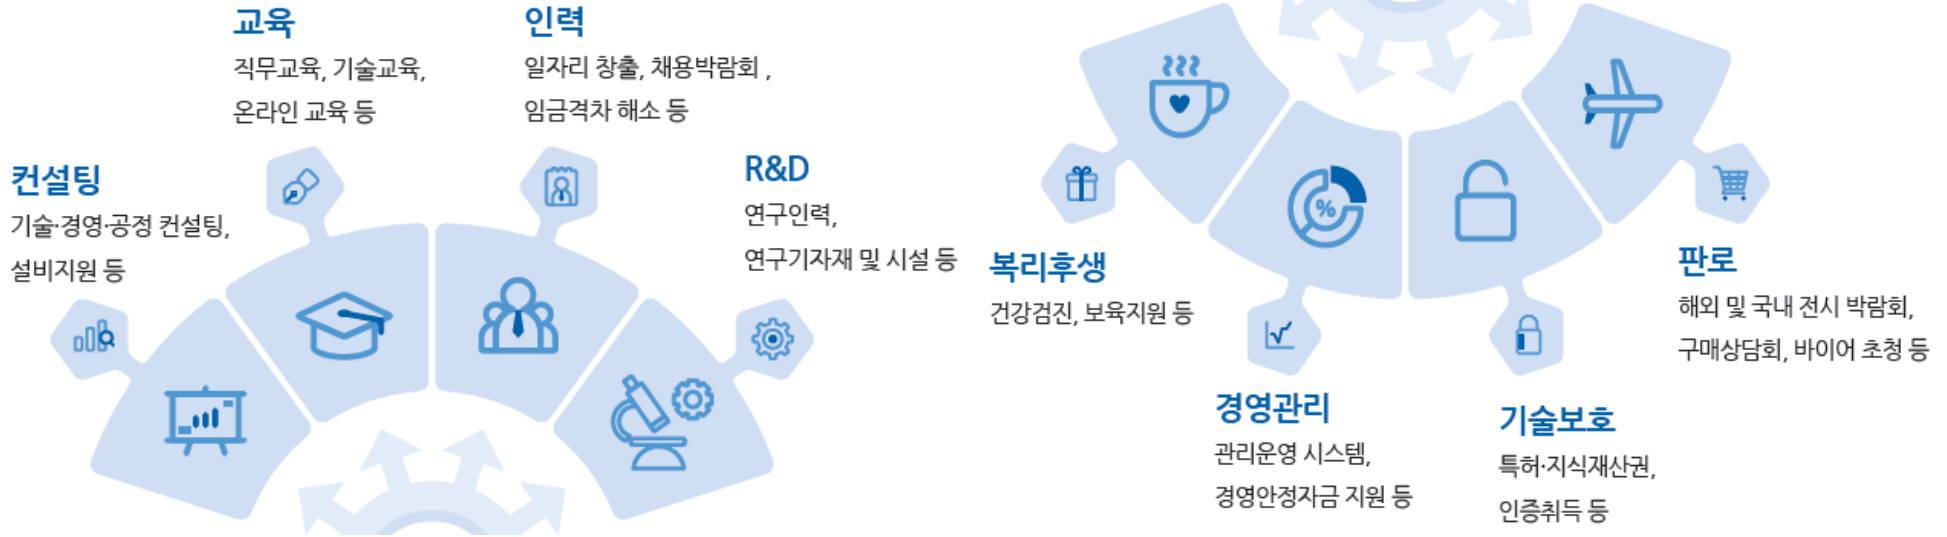 컨설팅
기술·경영·공정 컨설팅,
설비지원 등
교육
직무교육, 기술교육,
온라인 교육 등
인력
일자리 창출, 채용박람회 ,
임금격차 해소 등
R&D
연구인력,
연구기자재 및 시설 등
복리후생
건강검진, 보육지원 등
%
경영관리
관리운영 시스템,
경영안정자금 지원 등
기술보호
특허·지식재산권,
인증취득 등
판로
해외 및 국내 전시 박람회,
구매상담회, 바이어 초청 등